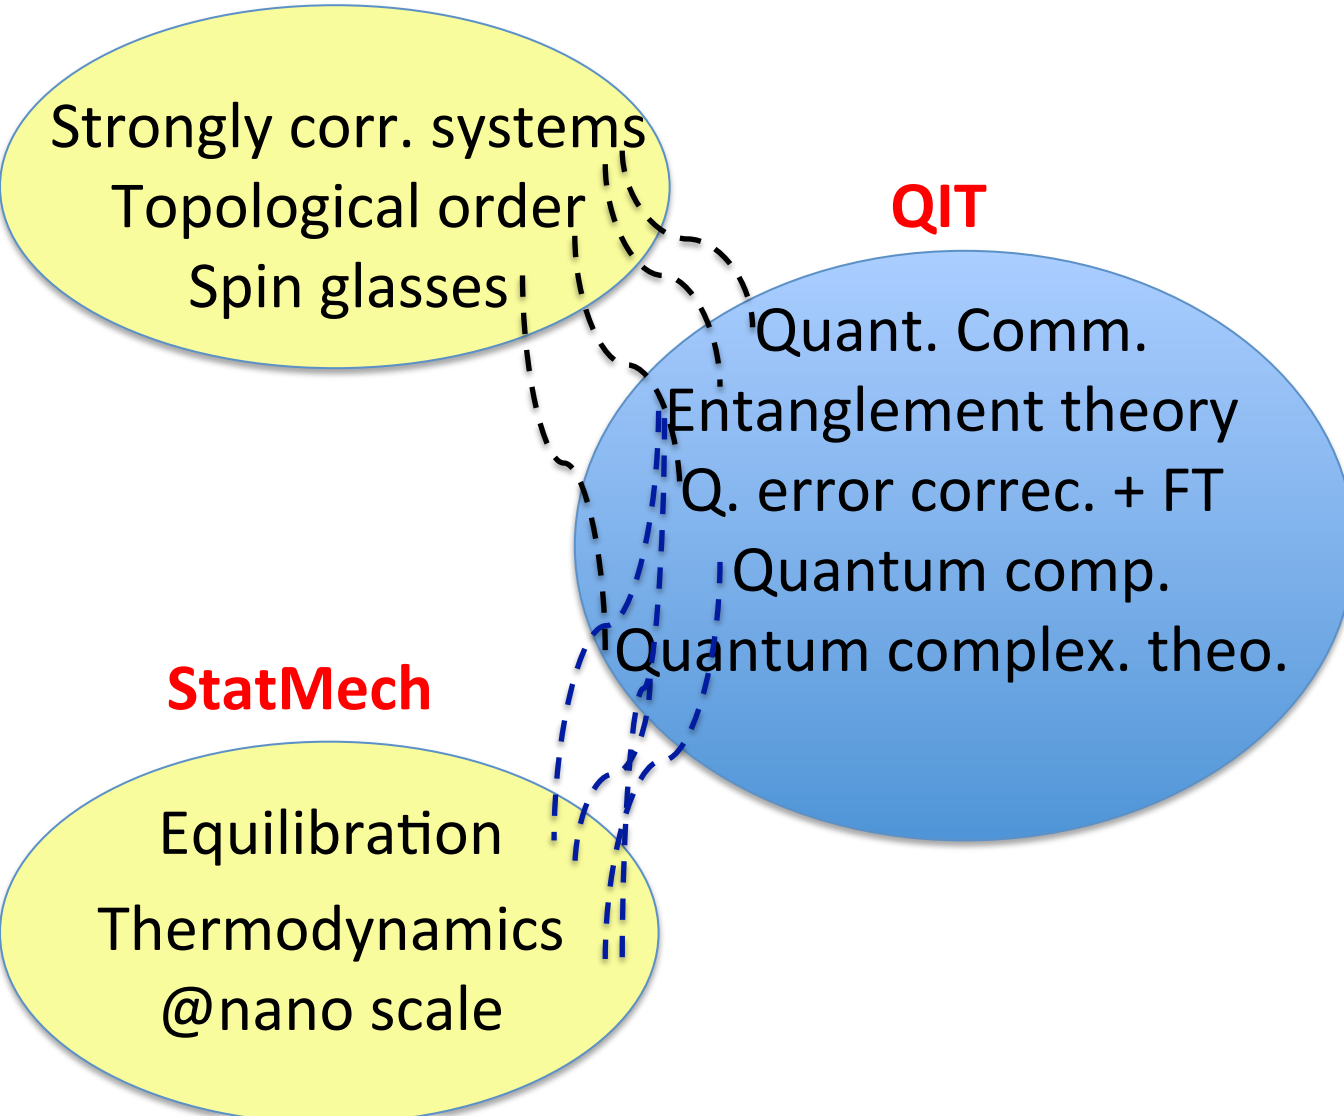 Strongly corr. systems
Topological order
Spin glasses
QIT
Quant. Comm.
Entanglement theory
Q. error correc. + FT
Quantum comp.
Quantum complex. theo.
StatMech
Equilibration
Thermodynamics
@nano scale